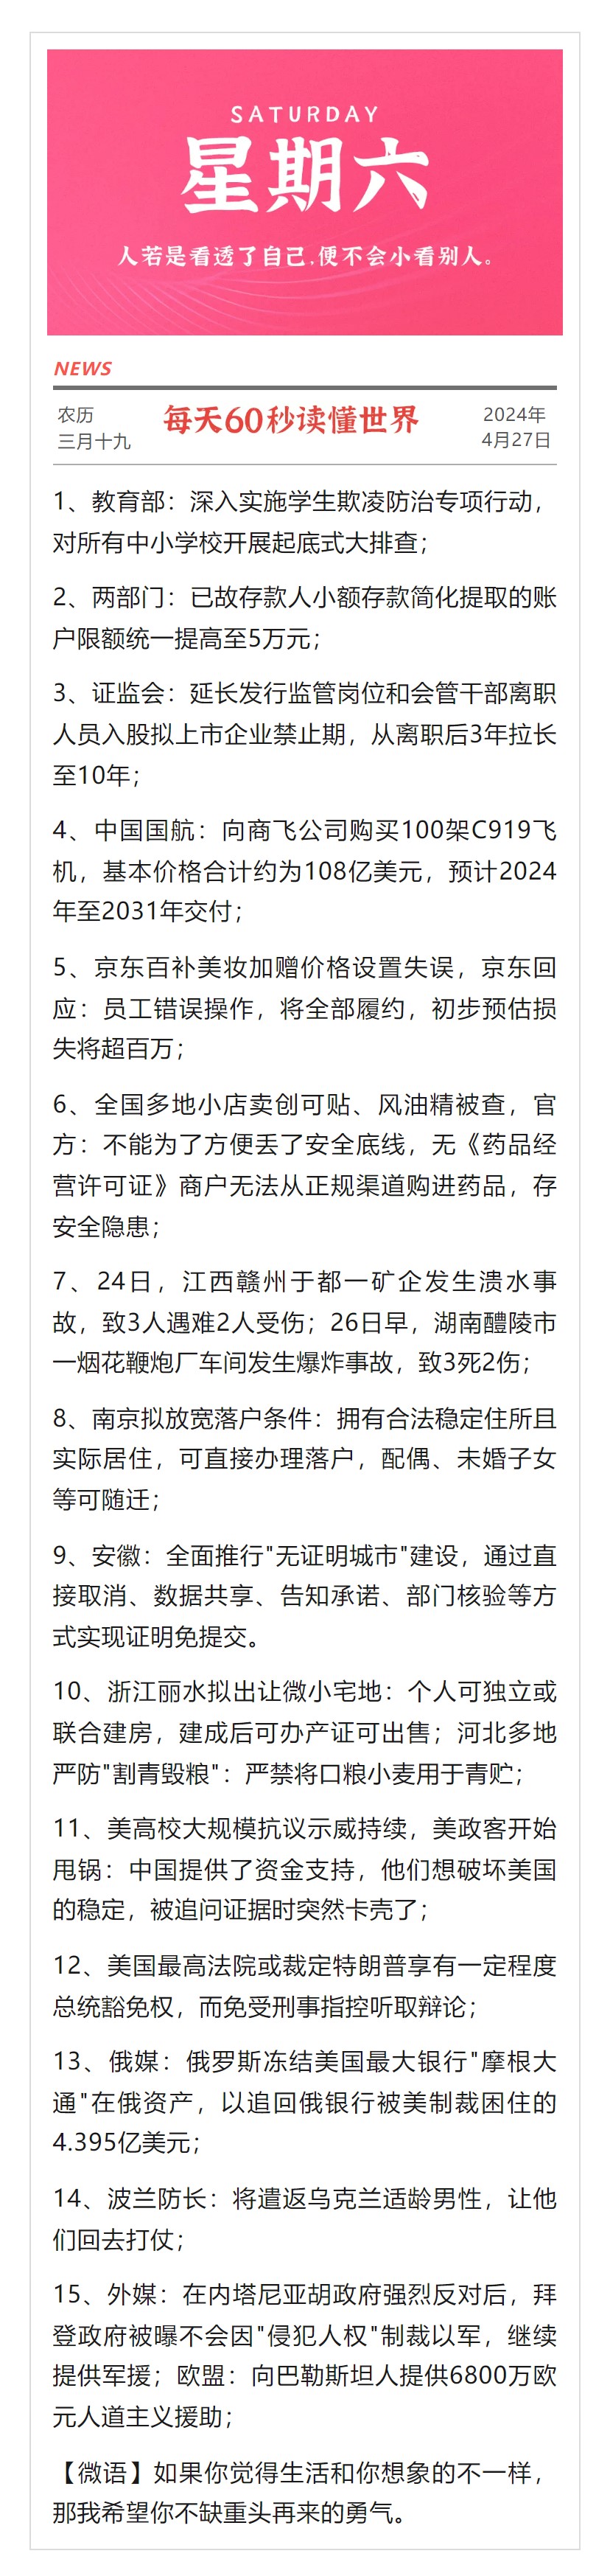 SATURDAY
星期六
人若是看透了自己,便不会小看别人。
NEWS
农历
三月十九
每天60秒读懂世界
2024年
4月27日
1、教育部：深入实施学生欺凌防治专项行动，
对所有中小学校开展起底式大排查；
2、两部门：已故存款人小额存款简化提取的账
户限额统一提高至5万元；
3、证监会：延长发行监管岗位和会管干部离职
人员入股拟上市企业禁止期，从离职后3年拉长
至10年；
4、中国国航：向商飞公司购买100架C919飞
机，基本价格合计约为108亿美元，预计2024
年至2031年交付；
5、京东百补美妆加赠价格设置失误，京东回
应：员工错误操作，将全部履约，初步预估损
失将超百万；
6、全国多地小店卖创可贴、风油精被查，官
方：不能为了方便丢了安全底线，无《药品经
营许可证》商户无法从正规渠道购进药品，存
安全隐患；
7、24日，江西赣州于都一矿企发生溃水事
故，致3人遇难2人受伤；26日早，湖南醴陵市
一烟花鞭炮厂车间发生爆炸事故，致3死2伤；
8、南京拟放宽落户条件：拥有合法稳定住所且
实际居住，可直接办理落户，配偶、未婚子女
等可随迁；
9、安徽：全面推行"无证明城市"建设，通过直
接取消、数据共享、告知承诺、部门核验等方
式实现证明免提交。
10、浙江丽水拟出让微小宅地：个人可独立或
联合建房，建成后可办产证可出售；河北多地
严防"割青毁粮"：严禁将口粮小麦用于青贮；
11、美高校大规模抗议示威持续，美政客开始
甩锅：中国提供了资金支持，他们想破坏美国
的稳定，被追问证据时突然卡壳了；
12、美国最高法院或裁定特朗普享有一定程度
总统豁免权，而免受刑事指控听取辩论；
13、俄媒：俄罗斯冻结美国最大银行"摩根大
通"在俄资产，以追回俄银行被美制裁困住的
4.395亿美元；
14、波兰防长：将遣返乌克兰适龄男性，让他
们回去打仗；
15、外媒：在内塔尼亚胡政府强烈反对后，拜
登政府被曝不会因"侵犯人权"制裁以军，继续
提供军援；欧盟：向巴勒斯坦人提供6800万欧
元人道主义援助；
【微语】如果你觉得生活和你想象的不一样，
那我希望你不缺重头再来的勇气。